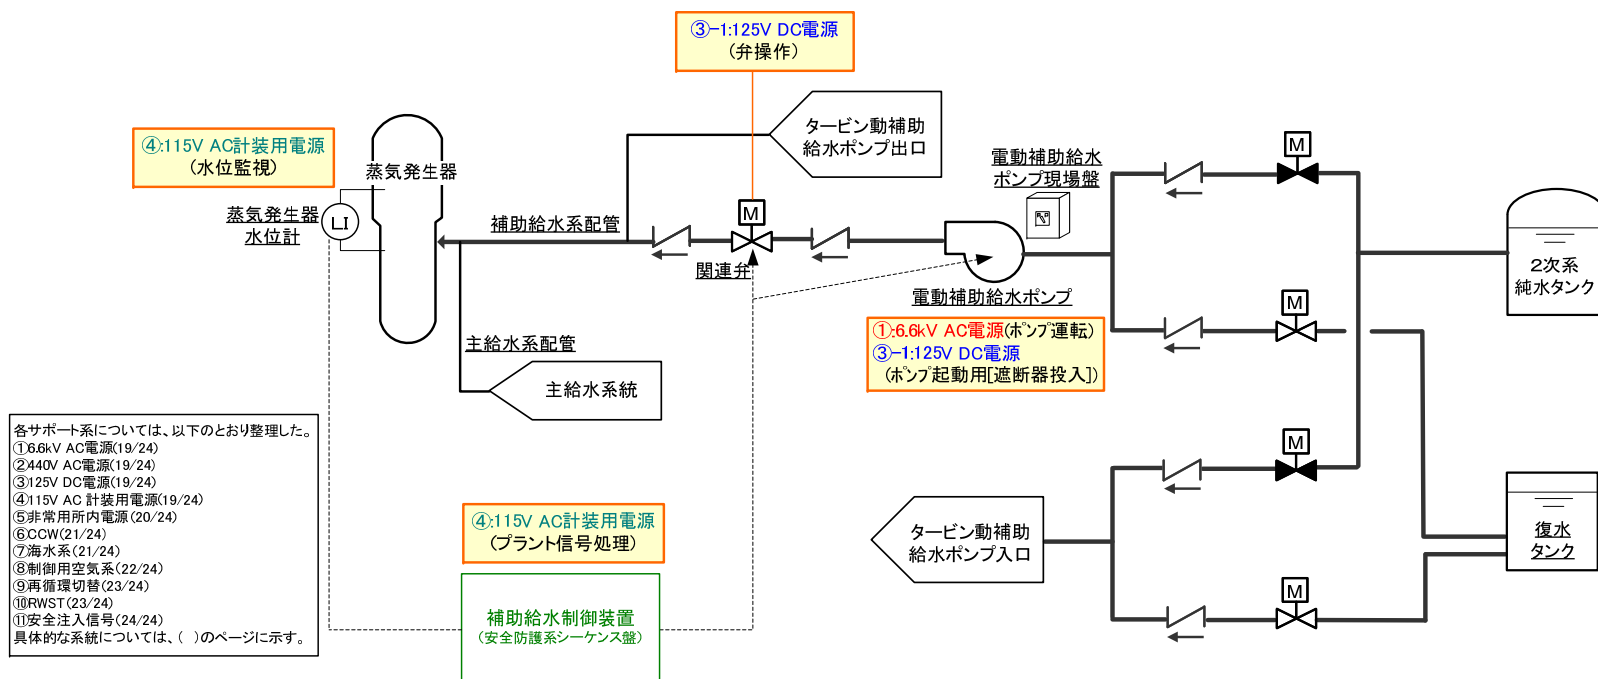 ③-1:125V DC電源
(弁操作)
タービン動補助
給水ポンプ出口
④:115V AC計装用電源
(水位監視)
蒸気発生器
蒸気発生器
水位計
LI
補助給水系配管
M
関連弁
電動補助給水
ポンプ現場盤
電動補助給水ポンプ
①:6.6kV AC電源(ポンプ運転)
③-1:125V DC電源
(ポンプ起動用[遮断器投入])
M
M
2次系
純水タンク
主給水系配管
主給水系統
各サポート系については、以下のとおり整理した。
①6.6kV AC電源(19/24)
②440V AC電源(19/24)
③125V DC電源(19/24)
④115V AC 計装用電源(19/24)
⑤非常用所内電源(20/24)
⑥CCW(21/24)
⑦海水系(21/24)
⑧制御用空気系(22/24)
⑨再循環切替(23/24)
⑩RWST(23/24)
⑪安全注入信号(24/24)
具体的な系統については、( )のページに示す。
④:115V AC計装用電源
(プラント信号処理)
補助給水制御装置
(安全防護系シーケンス盤)
タービン動補助
給水ポンプ入口
M
M
復水
タンク